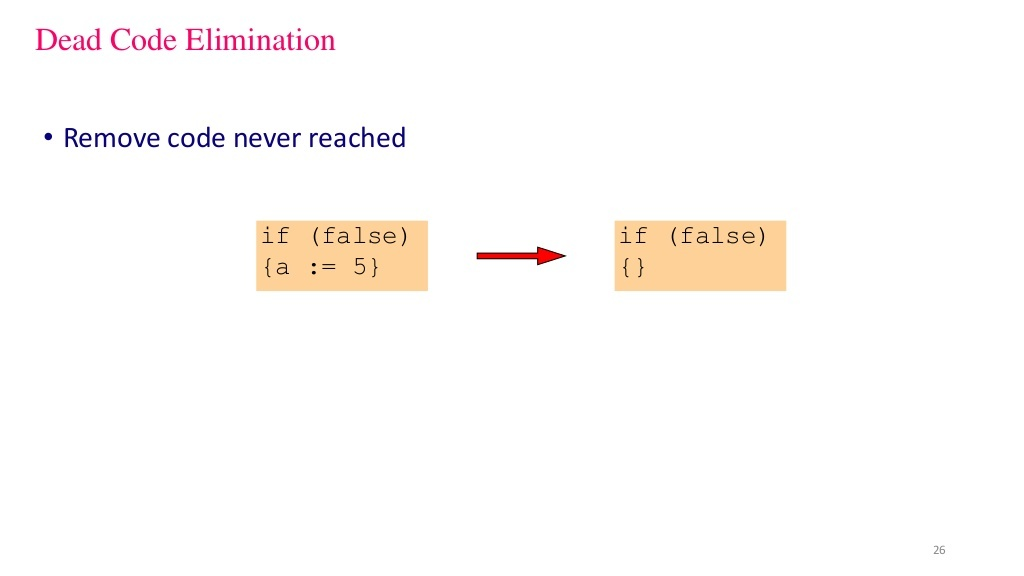 Dead Code Elimination
• Remove code never reached
if (false)
{a := 5}
if (false)
{}
26